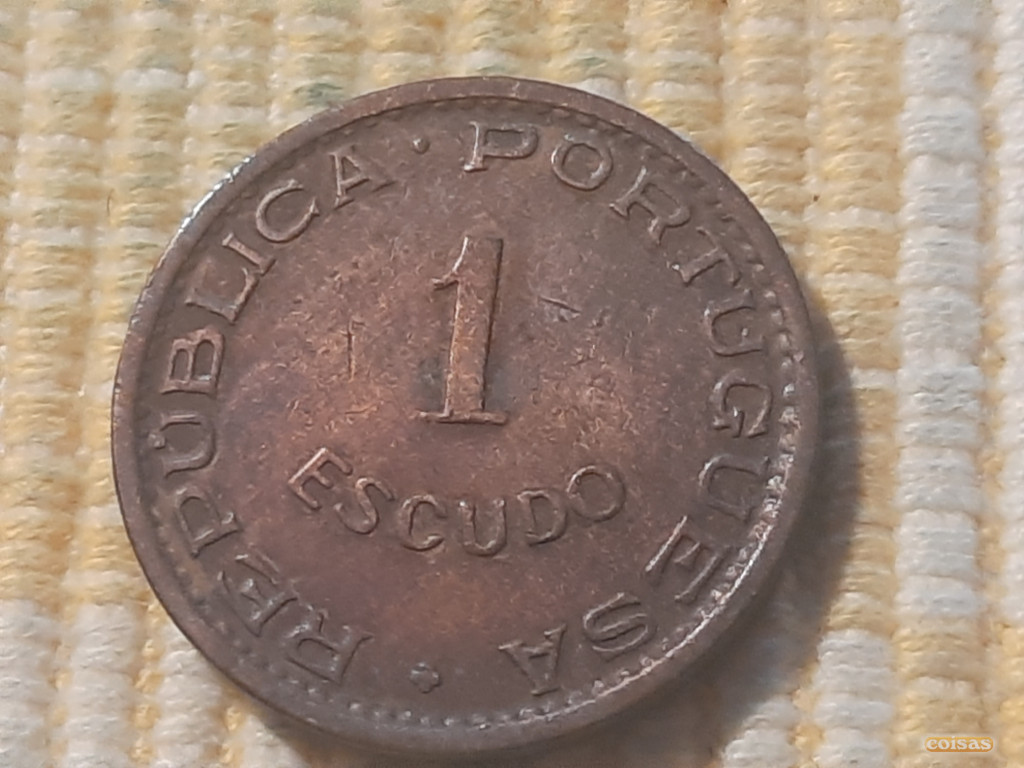 REPÚBLICA · PORTUGUESA
1
ESCUDO
coisas